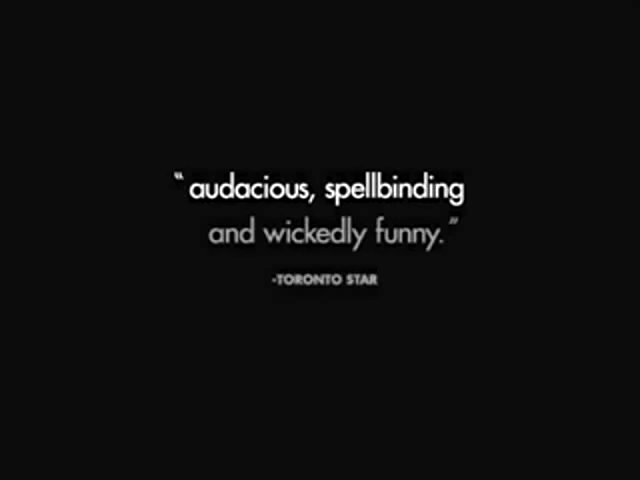 “audacious, spellbinding
and wickedly funny.”
-TORONTO STAR